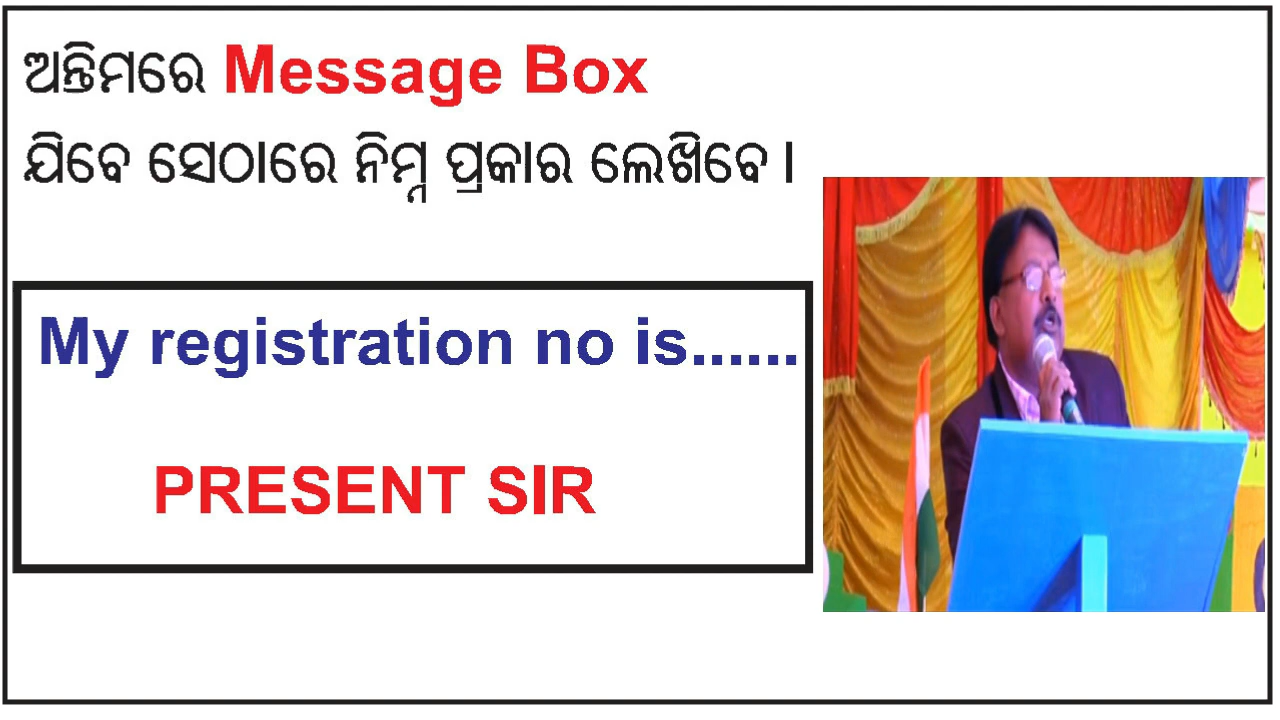 ଅନ୍ତିମରେ Message Box
ଯିବେ ସେଠାରେ ନିମ୍ନ ପ୍ରକାର ଲେଖିବେ ।
My registration no is......
PRESENT SIR